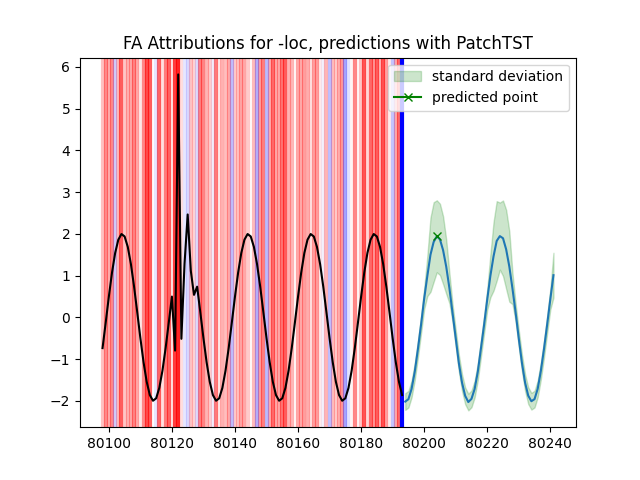 FA Attributions for -loc, predictions with PatchTST
standard deviation
predicted point
6
5
4
3
2
1
0
−1
−2
80100 80120 80140 80160 80180 80200 80220 80240